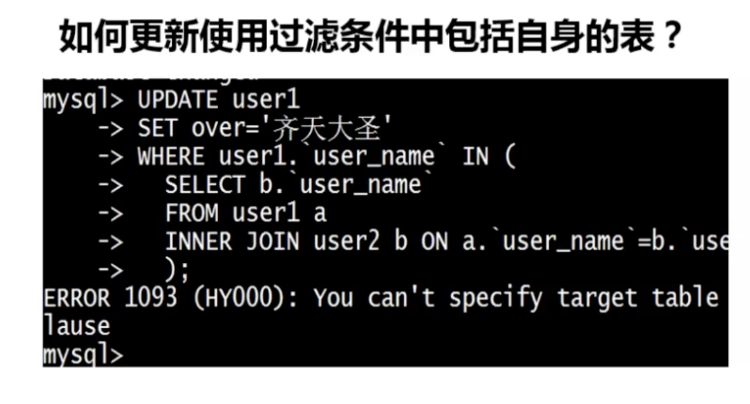 如何更新使用过滤条件中包括自身的表？
mysql> UPDATE user1
-> SET over='齐天大圣'
-> WHERE user1.`user_name` IN (
-> SELECT b.`user_name`
-> FROM user1 a
-> INNER JOIN user2 b ON a.`user_name`=b.`use
-> );
ERROR 1093 (HY000): You can't specify target table
lause
mysql>